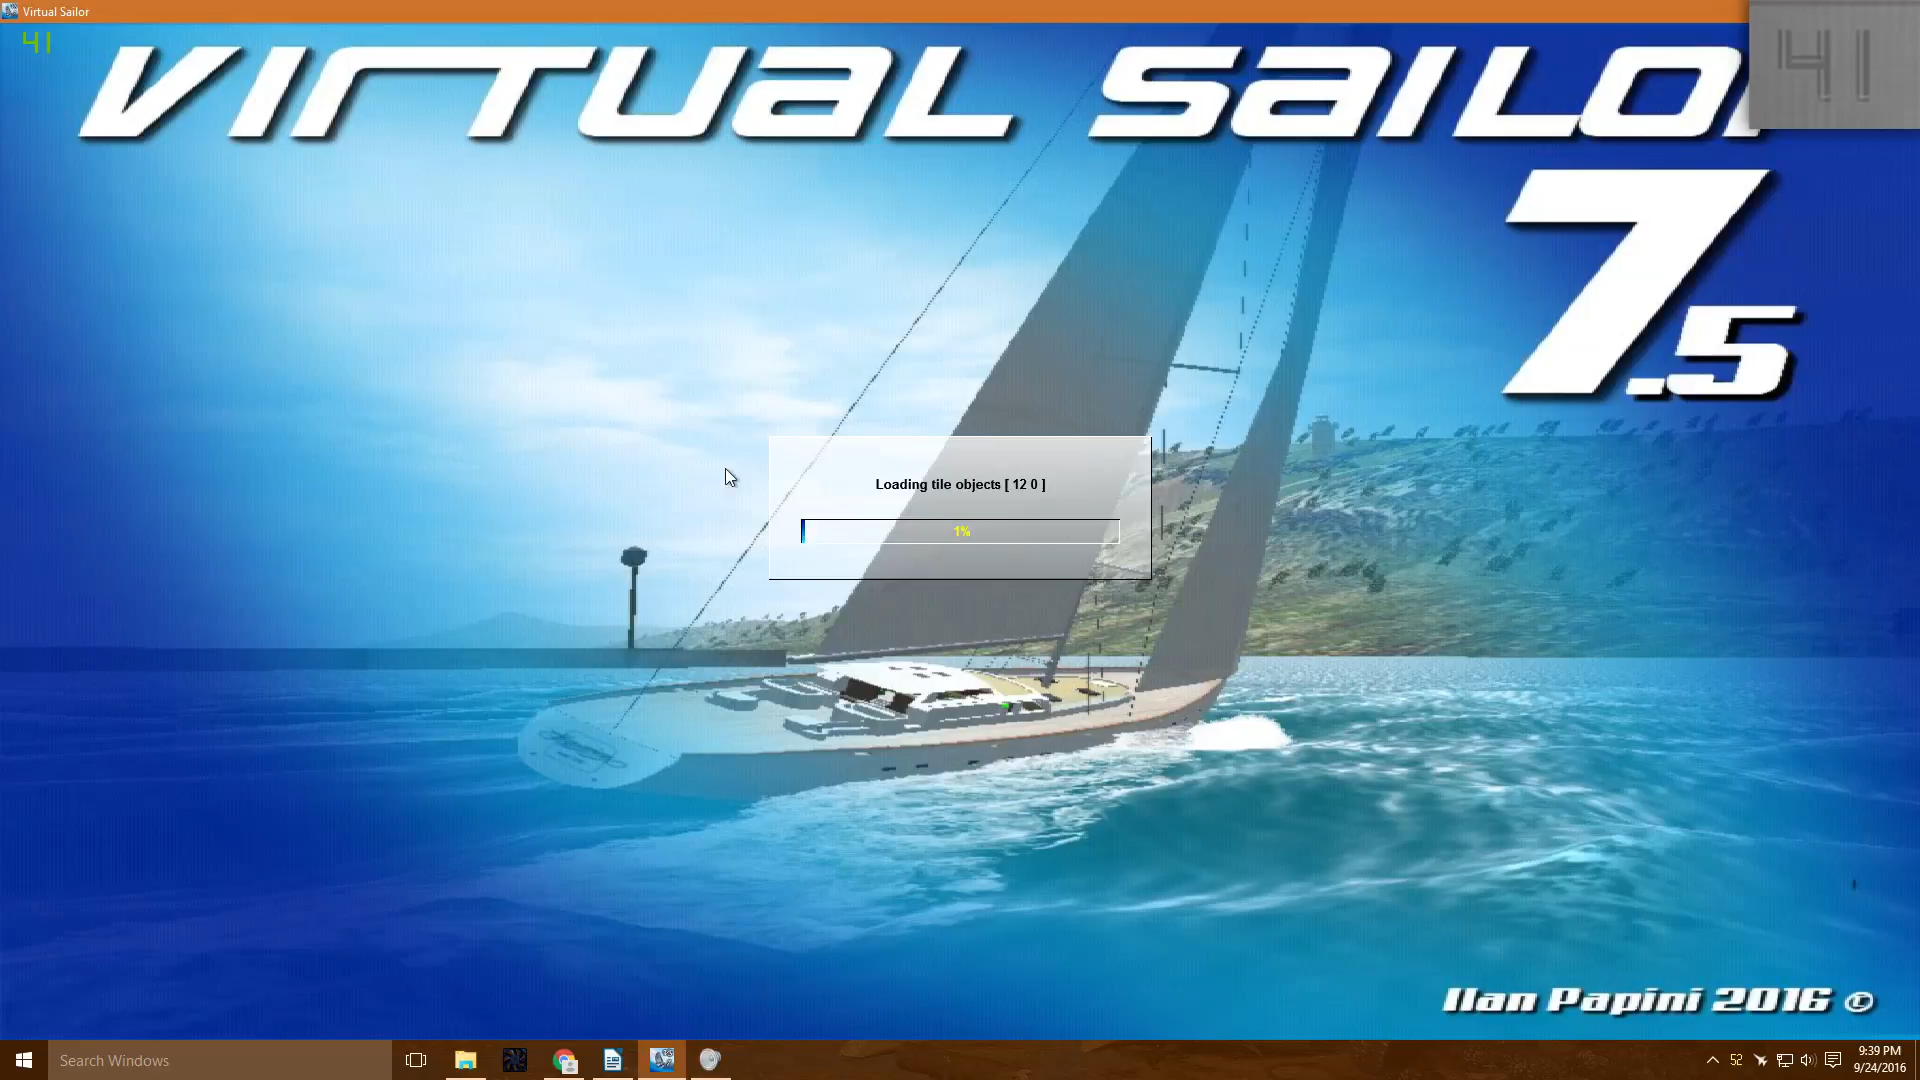 Virtual Sailor
41
41
VIRTUAL SAILOR
7.5
Loading tile objects [ 12 0 ]
1%
Ilan Papini 2016 ©
Search Windows
52
9:39 PM
9/24/2016